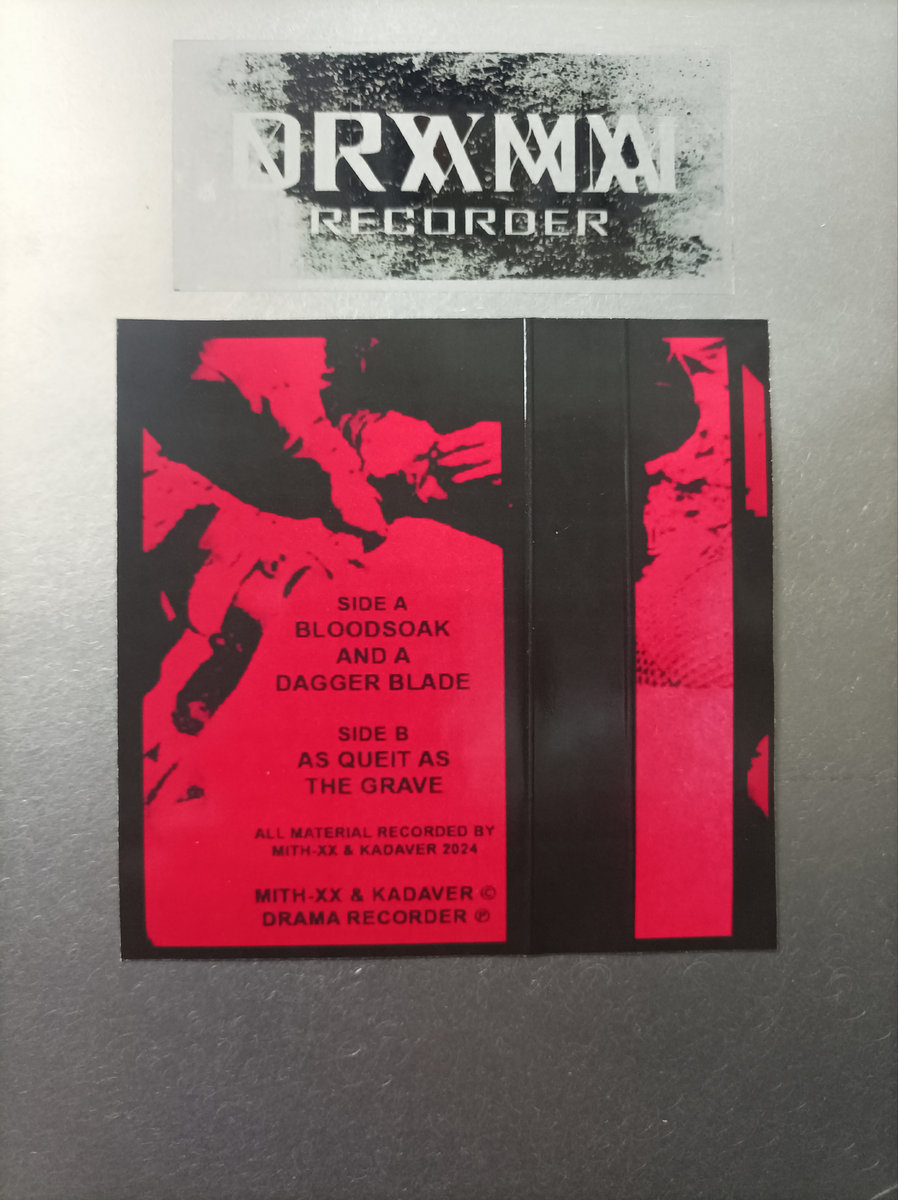 DRAMA
RECORDER
SIDE A
BLOODSOAK
AND A
DAGGER BLADE
SIDE B
AS QUEIT AS
THE GRAVE
ALL MATERIAL RECORDED BY
MITH-XX & KADAVER 2024
MITH-XX & KADAVER ©
DRAMA RECORDER ℗